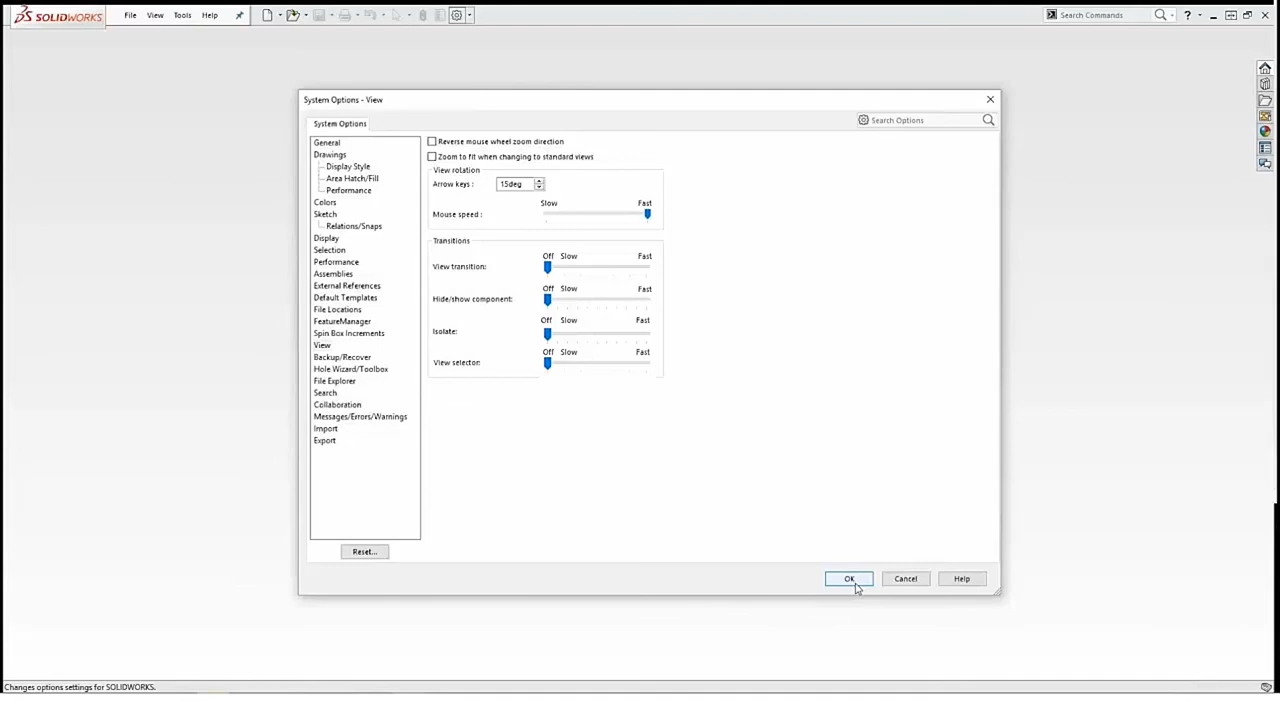 SOLIDWORKS File View Tools Help Search Commands ?
System Options - View
System Options Search Options
General
Drawings
Display Style
Area Hatch/Fill
Performance
Colors
Sketch
Relations/Snaps
Display
Selection
Performance
Assemblies
External References
Default Templates
File Locations
FeatureManager
Spin Box Increments
View
Backup/Recover
Hole Wizard/Toolbox
File Explorer
Search
Collaboration
Messages/Errors/Warnings
Import
Export
Reset...
Reverse mouse wheel zoom direction
Zoom to fit when changing to standard views
View rotation
Arrow keys : 15deg
Slow Fast
Mouse speed :
Transitions
Off Slow Fast
View transition:
Off Slow Fast
Hide/show component:
Off Slow Fast
Isolate:
Off Slow Fast
View selector:
OK Cancel Help
Changes options settings for SOLIDWORKS.